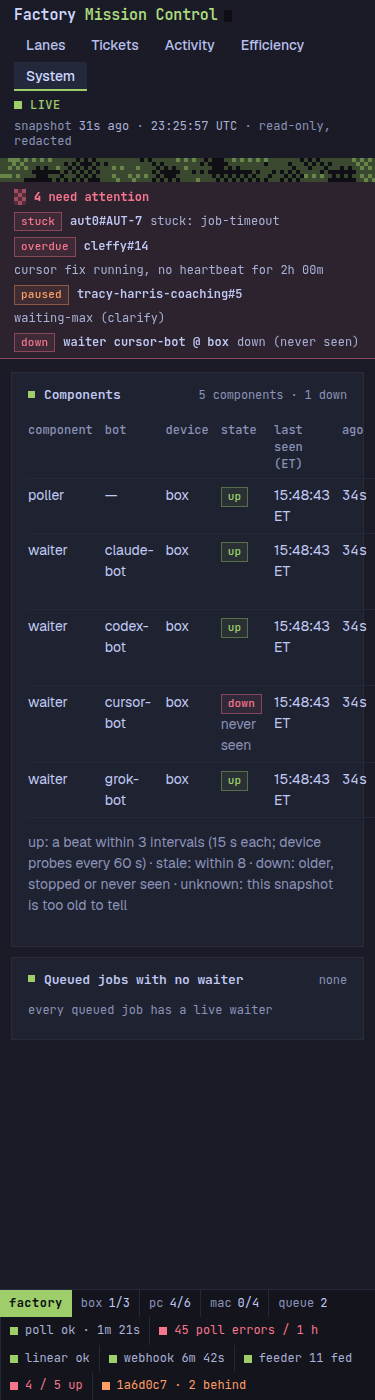 Factory Mission Control
Lanes Tickets Activity Efficiency
System
LIVE
snapshot 31s ago · 23:25:57 UTC · read-only,
redacted
4 need attention
stuck aut0#AUT-7 stuck: job-timeout
overdue cleffy#14
cursor fix running, no heartbeat for 2h 00m
paused tracy-harris-coaching#5
waiting-max (clarify)
down waiter cursor-bot @ box down (never seen)
Components 5 components · 1 down
component bot device state last seen (ET) ago
poller — box up 15:48:43 ET 34s
waiter claude-bot box up 15:48:43 ET 34s
waiter codex-bot box up 15:48:43 ET 34s
waiter cursor-bot box down never seen 15:48:43 ET 34s
waiter grok-bot box up 15:48:43 ET 34s
up: a beat within 3 intervals (15 s each; device
probes every 60 s) · stale: within 8 · down: older,
stopped or never seen · unknown: this snapshot
is too old to tell
Queued jobs with no waiter none
every queued job has a live waiter
factory box 1/3 pc 4/6 mac 0/4 queue 2
poll ok · 1m 21s 45 poll errors / 1 h
linear ok webhook 6m 42s feeder 11 fed
4 / 5 up 1a6d0c7 · 2 behind